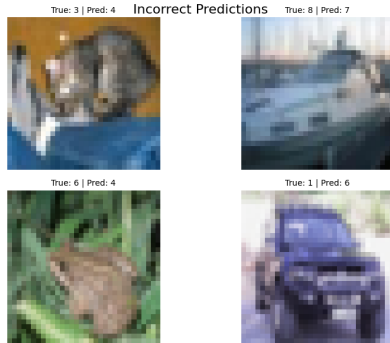 Incorrect Predictions
True: 3 | Pred: 4
True: 8 | Pred: 7
True: 6 | Pred: 4
True: 1 | Pred: 6